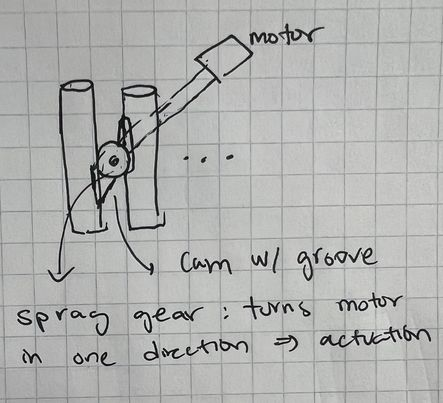 motor
...
Cam w/ groove
sprag gear : turns motor
in one direction ⇒ actuation